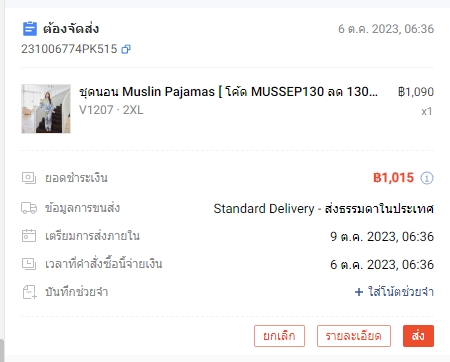 ต้องจัดส่ง 6 ต.ค. 2023, 06:36
231006774PK515
ชุดนอน Muslin Pajamas [ โค้ด MUSSEP130 ลด 130... ฿1,090
V1207 · 2XL x1
ยอดชำระเงิน ฿1,015
ข้อมูลการขนส่ง Standard Delivery - ส่งธรรมดาในประเทศ
เตรียมการส่งภายใน 9 ต.ค. 2023, 06:36
เวลาที่คำสั่งซื้อนี้จ่ายเงิน 6 ต.ค. 2023, 06:36
บันทึกช่วยจำ + ใส่โน้ตช่วยจำ
ยกเลิก รายละเอียด ส่ง